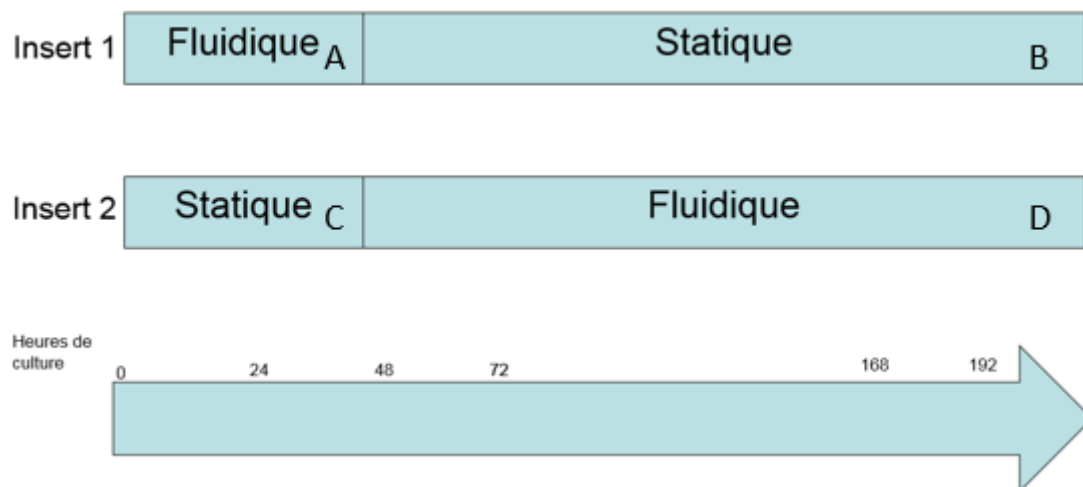 Insert 1 Fluidique A Statique B
Insert 2 Statique C Fluidique D
Heures de
culture
0 24 48 72 168 192